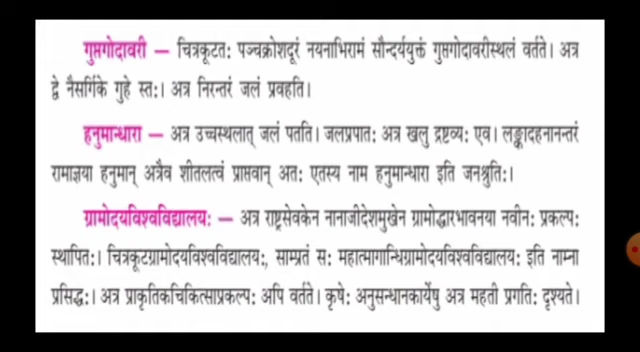 गुप्तगोदावरी — चित्रकूटतः पञ्चक्रोशदूरं नयनाभिरामं सौन्दर्ययुक्तं गुप्तगोदावरीस्थलं वर्तते। अत्र
द्वे नैसर्गिके गुहे स्तः। अत्र निरन्तरं जलं प्रवहति।
हनुमान्धारा — अत्र उच्चस्थलात् जलं पतति। जलप्रपातः अत्र खलु द्रष्टव्यः एव। लङ्कादहनानन्तरं
रामाज्ञया हनुमान् अत्रैव शीतलत्वं प्राप्तवान् अतः एतस्य नाम हनुमान्धारा इति जनश्रुतिः।
ग्रामोदयविश्वविद्यालयः — अत्र राष्ट्रसेवकेन नानाजीदेशमुखेन ग्रामोद्धारभावनया नवीनः प्रकल्पः
स्थापितः। चित्रकूटग्रामोदयविश्वविद्यालयः, साम्प्रतं सः महात्मागान्धिग्रामोदयविश्वविद्यालयः इति नाम्ना
प्रसिद्धः। अत्र प्राकृतिकचिकित्साप्रकल्पः अपि वर्तते। कृषेः अनुसन्धानकार्येषु अत्र महती प्रगतिः दृश्यते।